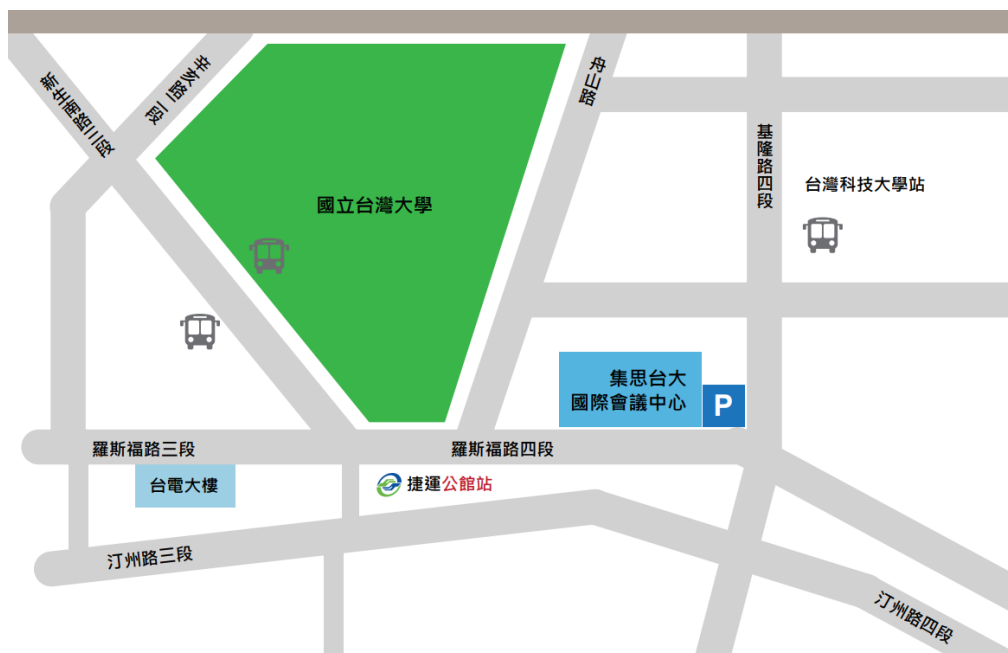 新生南路三段
辛亥路一段
舟山路
基隆路四段
台灣科技大學站
國立台灣大學
集思台大
國際會議中心
P
羅斯福路三段
羅斯福路四段
台電大樓
捷運公館站
汀州路三段
汀州路四段